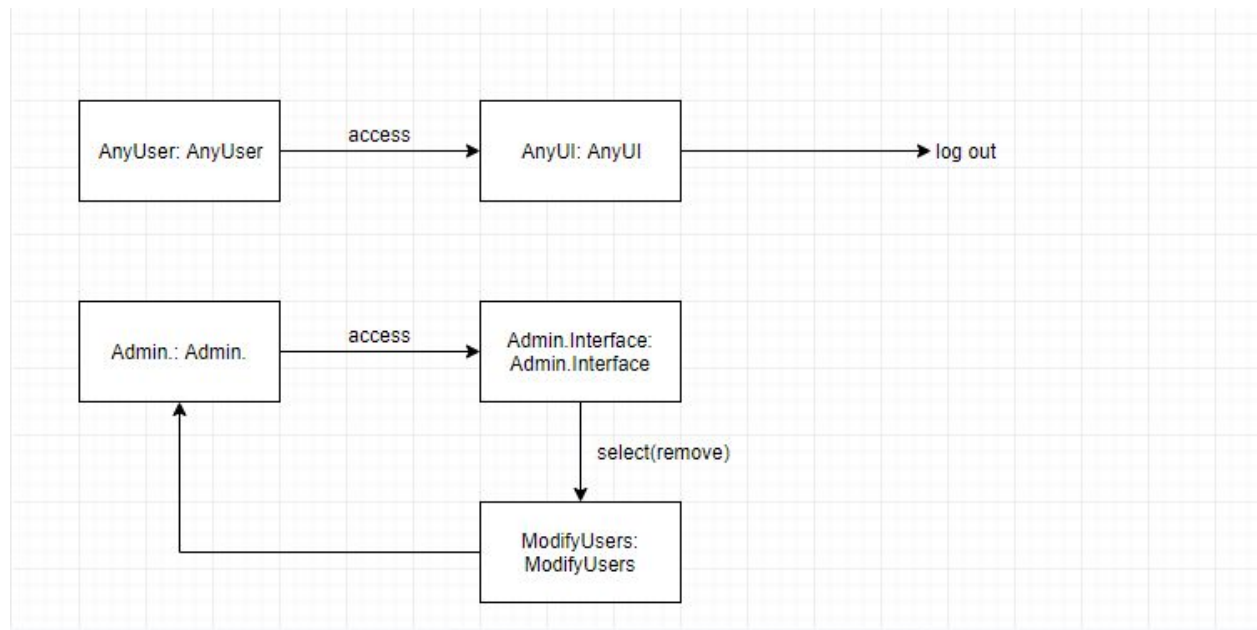 access
AnyUser: AnyUser
AnyUI: AnyUI
log out
access
Admin.: Admin.
Admin.Interface:
Admin.Interface
select(remove)
ModifyUsers:
ModifyUsers